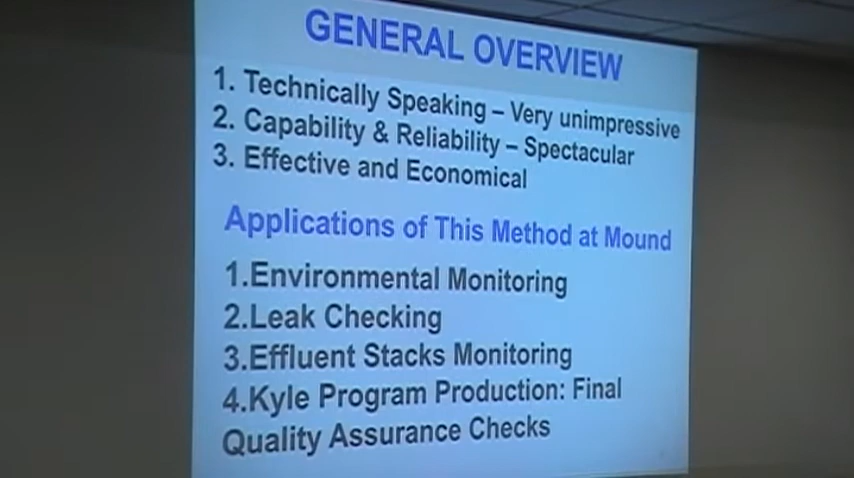 GENERAL OVERVIEW
1. Technically Speaking – Very unimpressive
2. Capability & Reliability – Spectacular
3. Effective and Economical
Applications of This Method at Mound
1.Environmental Monitoring
2.Leak Checking
3.Effluent Stacks Monitoring
4.Kyle Program Production: Final
Quality Assurance Checks